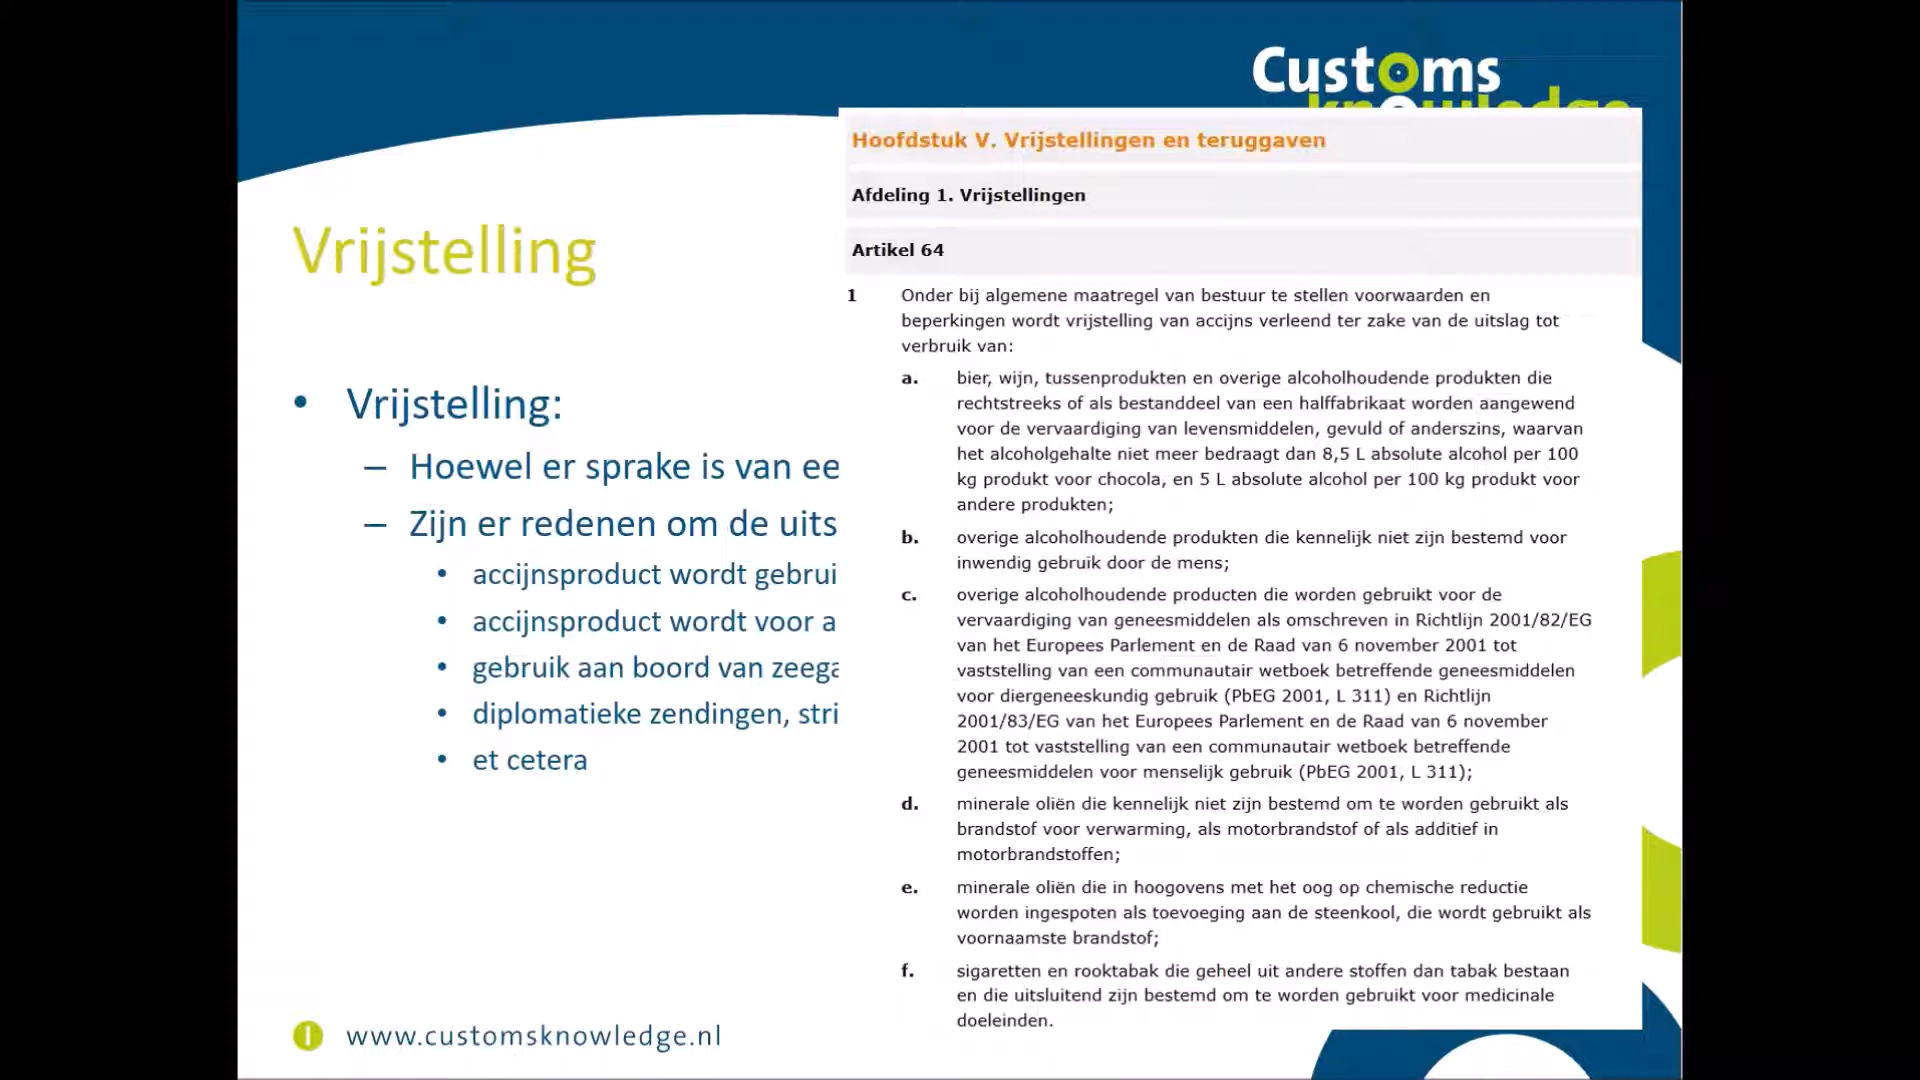 Customs
knowledge
Hoofdstuk V. Vrijstellingen en teruggaven
Afdeling 1. Vrijstellingen
Artikel 64
Vrijstelling
• Vrijstelling:
– Hoewel er sprake is van ee
– Zijn er redenen om de uits
• accijnsproduct wordt gebrui
• accijnsproduct wordt voor a
• gebruik aan boord van zeega
• diplomatieke zendingen, stri
• et cetera
1 Onder bij algemene maatregel van bestuur te stellen voorwaarden en
beperkingen wordt vrijstelling van accijns verleend ter zake van de uitslag tot
verbruik van:
a. bier, wijn, tussenprodukten en overige alcoholhoudende produkten die
rechtstreeks of als bestanddeel van een halffabrikaat worden aangewend
voor de vervaardiging van levensmiddelen, gevuld of anderszins, waarvan
het alcoholgehalte niet meer bedraagt dan 8,5 L absolute alcohol per 100
kg produkt voor chocola, en 5 L absolute alcohol per 100 kg produkt voor
andere produkten;
b. overige alcoholhoudende produkten die kennelijk niet zijn bestemd voor
inwendig gebruik door de mens;
c. overige alcoholhoudende producten die worden gebruikt voor de
vervaardiging van geneesmiddelen als omschreven in Richtlijn 2001/82/EG
van het Europees Parlement en de Raad van 6 november 2001 tot
vaststelling van een communautair wetboek betreffende geneesmiddelen
voor diergeneeskundig gebruik (PbEG 2001, L 311) en Richtlijn
2001/83/EG van het Europees Parlement en de Raad van 6 november
2001 tot vaststelling van een communautair wetboek betreffende
geneesmiddelen voor menselijk gebruik (PbEG 2001, L 311);
d. minerale oliën die kennelijk niet zijn bestemd om te worden gebruikt als
brandstof voor verwarming, als motorbrandstof of als additief in
motorbrandstoffen;
e. minerale oliën die in hoogovens met het oog op chemische reductie
worden ingespoten als toevoeging aan de steenkool, die wordt gebruikt als
voornaamste brandstof;
f. sigaretten en rooktabak die geheel uit andere stoffen dan tabak bestaan
en die uitsluitend zijn bestemd om te worden gebruikt voor medicinale
doeleinden.
www.customsknowledge.nl